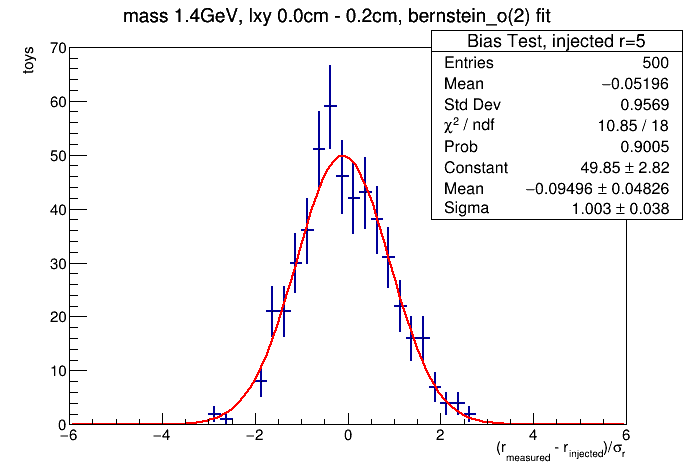 mass 1.4GeV, lxy 0.0cm - 0.2cm, bernstein_o(2) fit
Bias Test, injected r=5
Entries 500
Mean −0.05196
Std Dev 0.9569
χ² / ndf 10.85 / 18
Prob 0.9005
Constant 49.85 ± 2.82
Mean −0.09496 ± 0.04826
Sigma 1.003 ± 0.038
toys
70
60
50
40
30
20
10
0
−6 −4 −2 0 2 4 6
(r_measured - r_injected)/σ_r